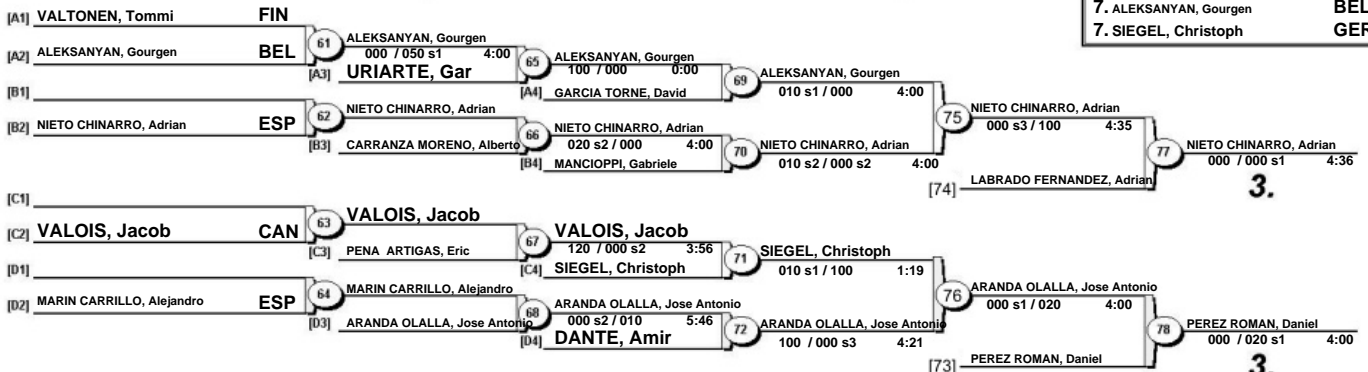 7. ALEKSANYAN, Gourgen BEL
7. SIEGEL, Christoph GER
[A1] VALTONEN, Tommi FIN
[A2] ALEKSANYAN, Gourgen BEL
61
ALEKSANYAN, Gourgen
000 / 050 s1 4:00
[A3] URIARTE, Gar
65
ALEKSANYAN, Gourgen
100 / 000 0:00
[A4] GARCIA TORNE, David
69
ALEKSANYAN, Gourgen
010 s1 / 000 4:00
[B1]
[B2] NIETO CHINARRO, Adrian ESP
62
NIETO CHINARRO, Adrian
[B3] CARRANZA MORENO, Alberto
66
NIETO CHINARRO, Adrian
020 s2 / 000 4:00
[B4] MANCIOPPI, Gabriele
70
NIETO CHINARRO, Adrian
010 s2 / 000 s2 4:00
75
NIETO CHINARRO, Adrian
000 s3 / 100 4:35
[74] LABRADO FERNANDEZ, Adrian
77
NIETO CHINARRO, Adrian
000 / 000 s1 4:36
3.
[C1]
[C2] VALOIS, Jacob CAN
63
VALOIS, Jacob
[C3] PENA ARTIGAS, Eric
67
VALOIS, Jacob
120 / 000 s2 3:56
[C4] SIEGEL, Christoph
71
SIEGEL, Christoph
010 s1 / 100 1:19
[D1]
[D2] MARIN CARRILLO, Alejandro ESP
64
MARIN CARRILLO, Alejandro
[D3] ARANDA OLALLA, Jose Antonio
68
ARANDA OLALLA, Jose Antonio
000 s2 / 010 5:46
[D4] DANTE, Amir
72
ARANDA OLALLA, Jose Antonio
100 / 000 s3 4:21
76
ARANDA OLALLA, Jose Antonio
000 s1 / 020 4:00
[73] PEREZ ROMAN, Daniel
78
PEREZ ROMAN, Daniel
000 / 020 s1 4:00
3.